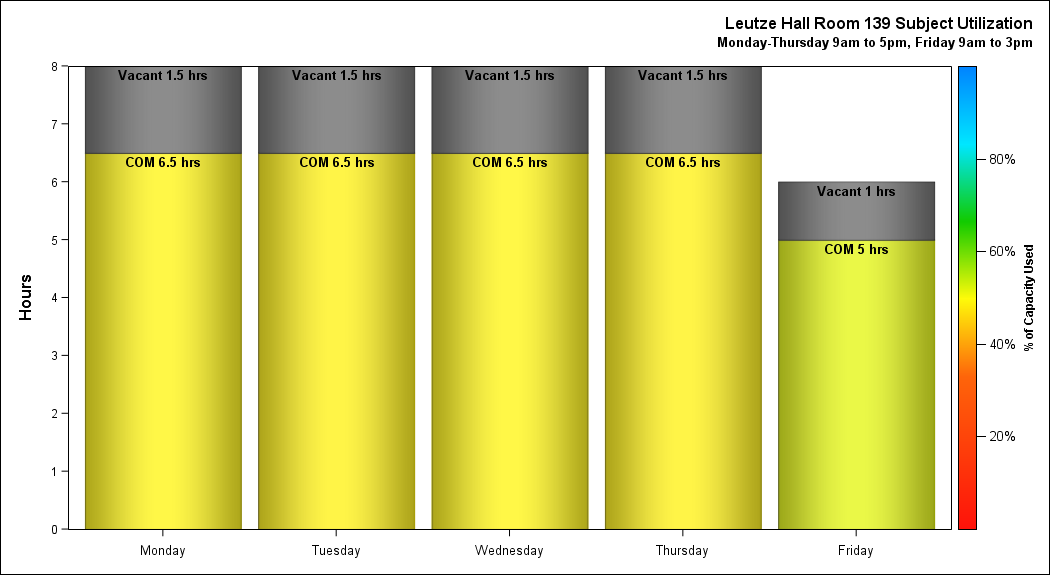 Leutze Hall Room 139 Subject Utilization
Monday-Thursday 9am to 5pm, Friday 9am to 3pm
Hours
8
7
6
5
4
3
2
1
0
Vacant 1.5 hrs
Vacant 1.5 hrs
Vacant 1.5 hrs
Vacant 1.5 hrs
COM 6.5 hrs
COM 6.5 hrs
COM 6.5 hrs
COM 6.5 hrs
Vacant 1 hrs
COM 5 hrs
Monday
Tuesday
Wednesday
Thursday
Friday
80%
60%
40%
20%
% of Capacity Used